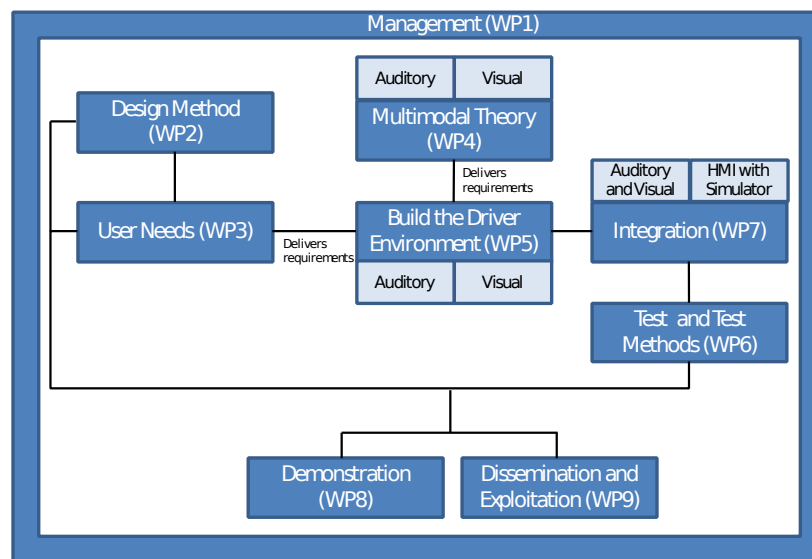 Management (WP1)
Auditory
Visual
Design Method
(WP2)
Multimodal Theory
(WP4)
Delivers
requirements
Auditory
and Visual
HMI with
Simulator
User Needs (WP3)
Delivers
requirements
Build the Driver
Environment (WP5)
Integration (WP7)
Auditory
Visual
Test and Test
Methods (WP6)
Demonstration
(WP8)
Dissemination and
Exploitation (WP9)